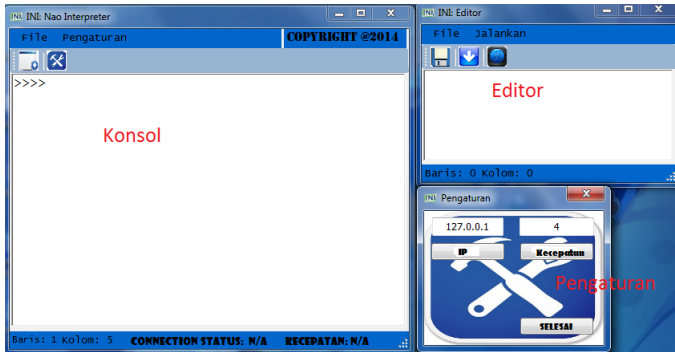 INI: Nao Interpreter
File Pengaturan COPYRIGHT @2014
>>>>
Konsol
Baris: 1 Kolom: 5 CONNECTION STATUS: N/A KECEPATAN: N/A
INI: Editor
File Jalankan
Editor
Baris: 0 Kolom: 0
INI Pengaturan
127.0.0.1 4
IP Kecepatan
Pengaturan
SELESAI